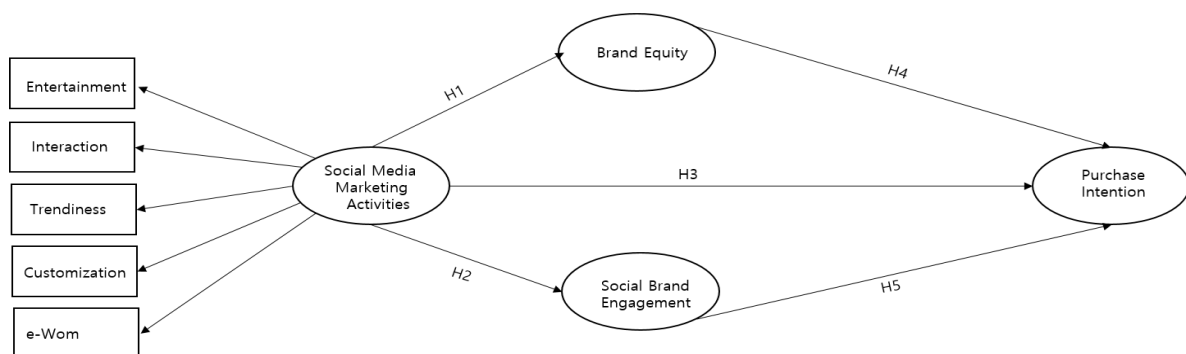 Brand Equity
H4
Entertainment
H1
Interaction
Social Media
Marketing
Activities
H3
Purchase
Intention
Trendiness
Customization
H2
Social Brand
Engagement
H5
e-Wom